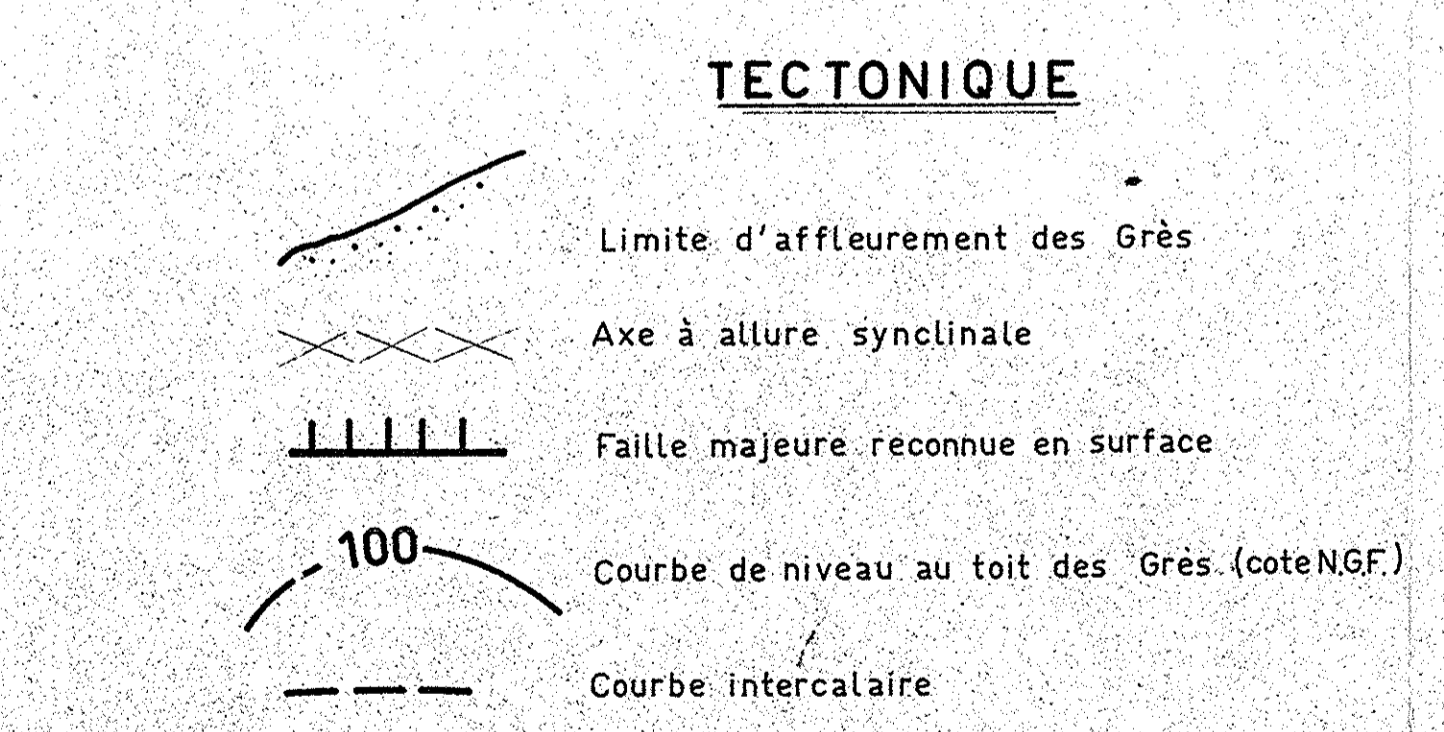 TECTONIQUE
Limite d'affleurement des Grès
Axe à allure synclinale
Faille majeure reconnue en surface
100
Courbe de niveau au toit des Grès (cote N.G.F.)
Courbe intercalaire